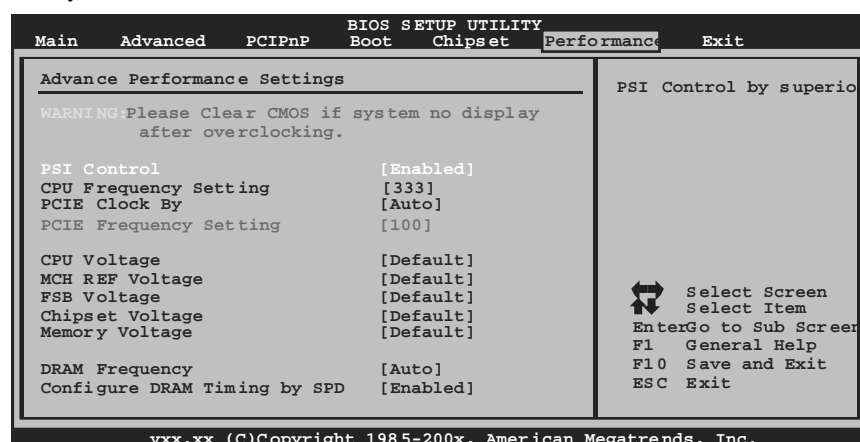 BIOS SETUP UTILITY
Main Advanced PCIPnP Boot Chipset Performance Exit
Advance Performance Settings
WARNING:Please Clear CMOS if system no display
after overclocking.
PSI Control [Enabled]
CPU Frequency Setting [333]
PCIE Clock By [Auto]
PCIE Frequency Setting [100]
CPU Voltage [Default]
MCH REF Voltage [Default]
FSB Voltage [Default]
Chipset Voltage [Default]
Memory Voltage [Default]
DRAM Frequency [Auto]
Configure DRAM Timing by SPD [Enabled]
PSI Control by superio
Select Screen
Select Item
EnterGo to Sub Screen
F1 General Help
F10 Save and Exit
ESC Exit
vxx.xx (C)Copyright 1985-200x, American Megatrends, Inc.